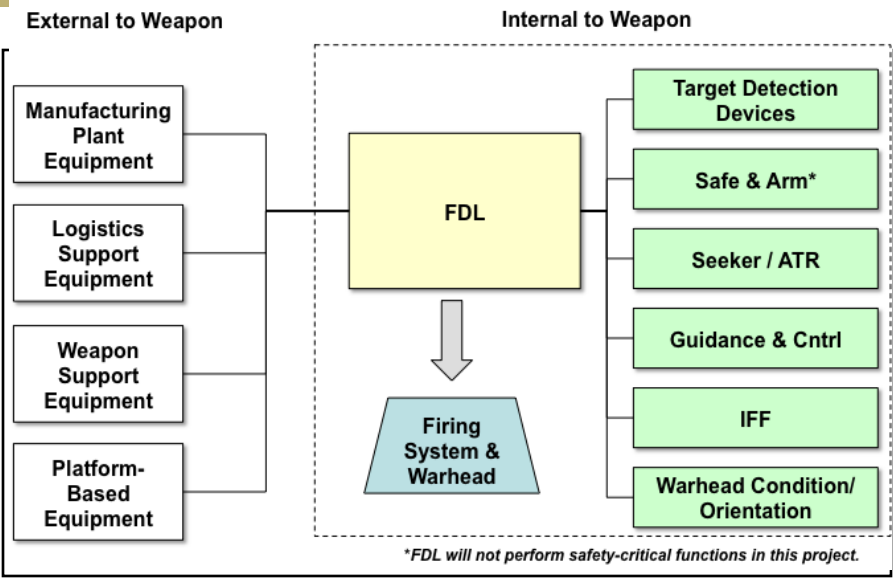 External to Weapon
Internal to Weapon
Manufacturing
Plant
Equipment
Logistics
Support
Equipment
Weapon
Support
Equipment
Platform-
Based
Equipment
FDL
Firing
System &
Warhead
Target Detection
Devices
Safe & Arm*
Seeker / ATR
Guidance & Cntrl
IFF
Warhead Condition/
Orientation
*FDL will not perform safety-critical functions in this project.